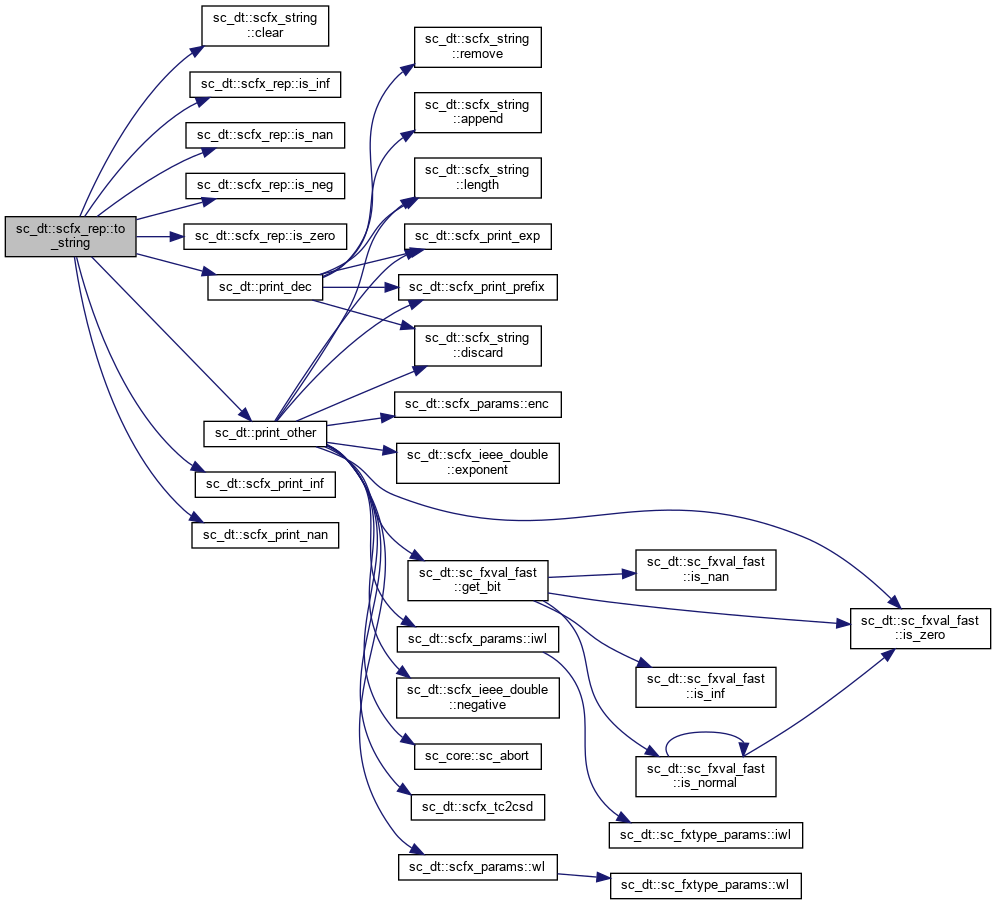 sc_dt::scfx_rep::to
_string
sc_dt::scfx_string
::clear
sc_dt::scfx_rep::is_inf
sc_dt::scfx_rep::is_nan
sc_dt::scfx_rep::is_neg
sc_dt::scfx_rep::is_zero
sc_dt::print_dec
sc_dt::print_other
sc_dt::scfx_print_inf
sc_dt::scfx_print_nan
sc_dt::scfx_string
::remove
sc_dt::scfx_string
::append
sc_dt::scfx_string
::length
sc_dt::scfx_print_exp
sc_dt::scfx_print_prefix
sc_dt::scfx_string
::discard
sc_dt::scfx_params::enc
sc_dt::scfx_ieee_double
::exponent
sc_dt::sc_fxval_fast
::get_bit
sc_dt::scfx_params::iwl
sc_dt::scfx_ieee_double
::negative
sc_core::sc_abort
sc_dt::scfx_tc2csd
sc_dt::scfx_params::wl
sc_dt::sc_fxval_fast
::is_nan
sc_dt::sc_fxval_fast
::is_inf
sc_dt::sc_fxval_fast
::is_normal
sc_dt::sc_fxtype_params::iwl
sc_dt::sc_fxtype_params::wl
sc_dt::sc_fxval_fast
::is_zero